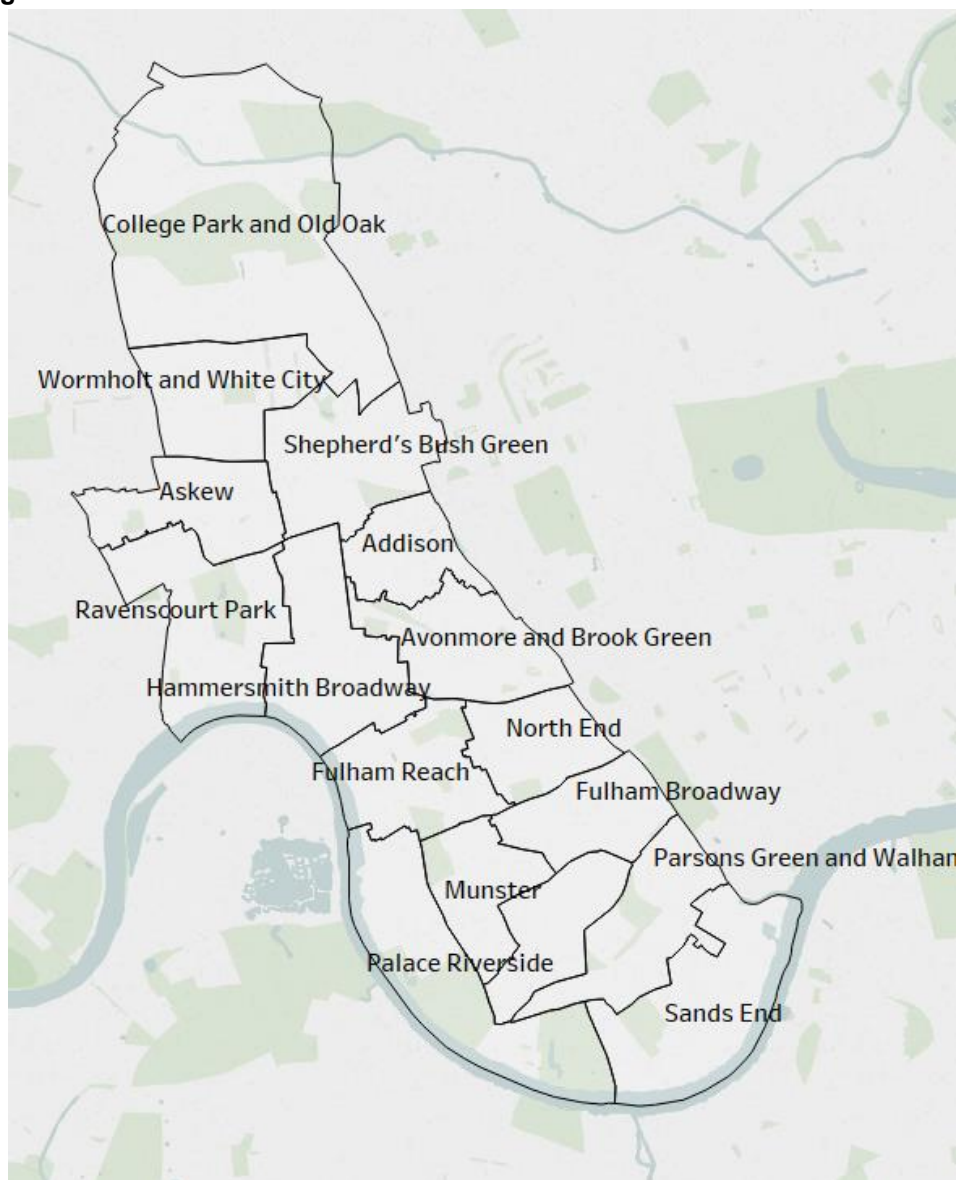 College Park and Old Oak
Wormholt and White City
Shepherd's Bush Green
Askew
Addison
Ravenscourt Park
Avonmore and Brook Green
Hammersmith Broadway
North End
Fulham Reach
Fulham Broadway
Parsons Green and Walham
Munster
Palace Riverside
Sands End